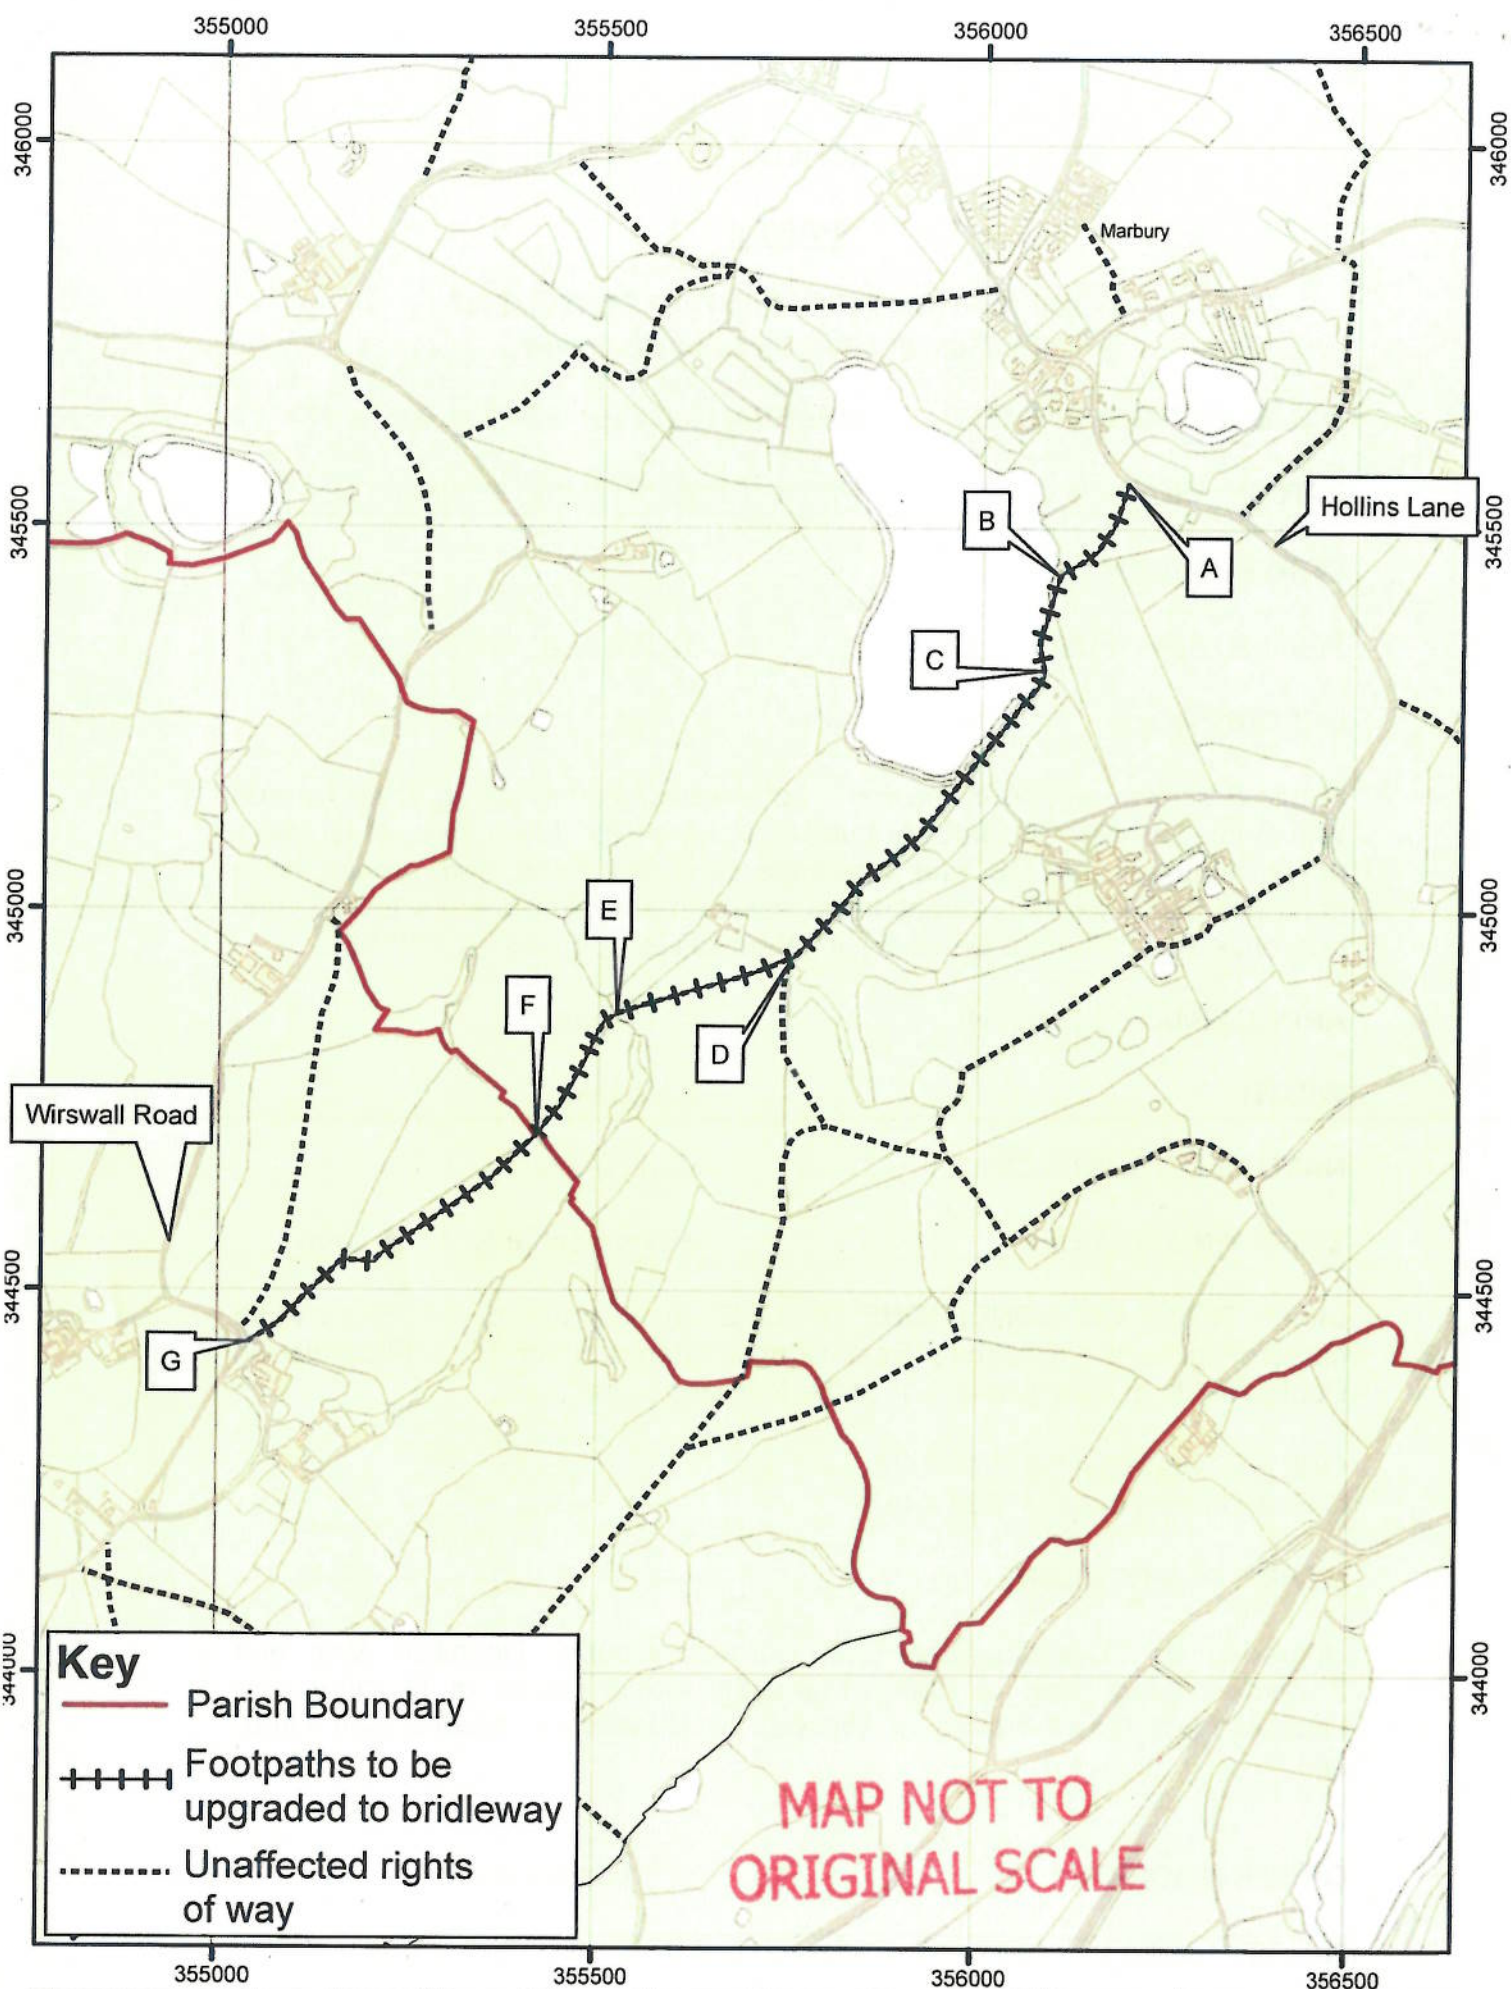 355000
355500
356000
356500
346000
346000
Marbury
345500
345500
B
Hollins Lane
A
C
345000
345000
E
F
D
Wirswall Road
344500
344500
G
344000
344000
Key
Parish Boundary
Footpaths to be
upgraded to bridleway
Unaffected rights
of way
MAP NOT TO
ORIGINAL SCALE
355000
355500
356000
356500